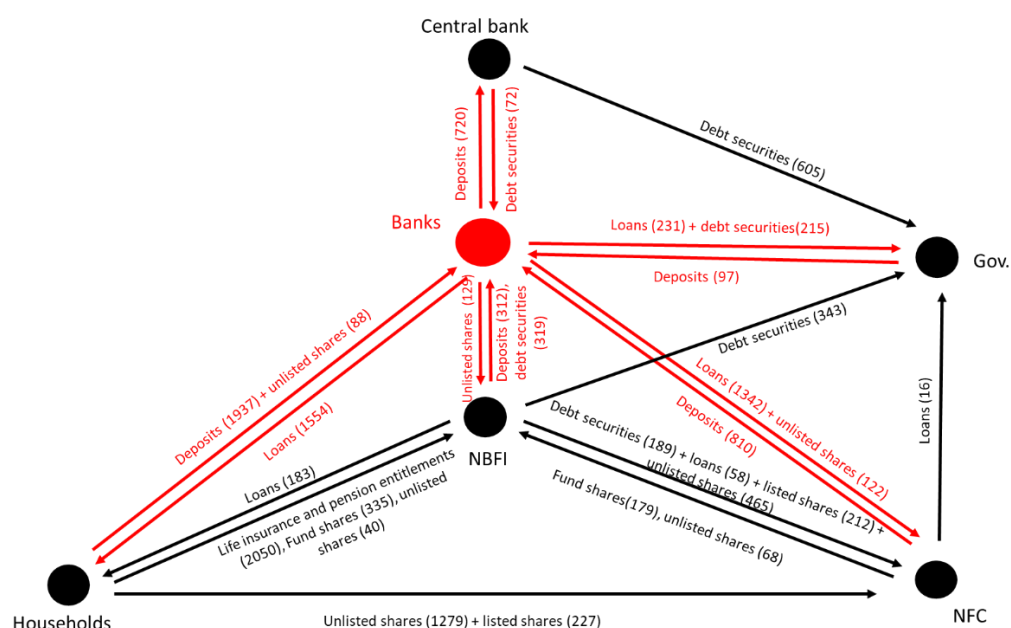 Central bank
Deposits (720)
Debt securities (72)
Debt securities (605)
Banks
Loans (231) + debt securities(215)
Gov.
Deposits (97)
Unlisted shares (129)
Deposits (312),
debt securities
(319)
Debt securities (343)
Deposits (1937) + unlisted shares (88)
Loans (1554)
Loans (1342) + unlisted shares (122)
Deposits (810)
Loans (16)
NBFI
Loans (183)
Life insurance and pension entitlements
(2050), Fund shares (335), unlisted
shares (40)
Debt securities (189) + loans (58) + listed shares (212) +
unlisted shares (465)
Fund shares(179), unlisted shares (68)
Households
Unlisted shares (1279) + listed shares (227)
NFC